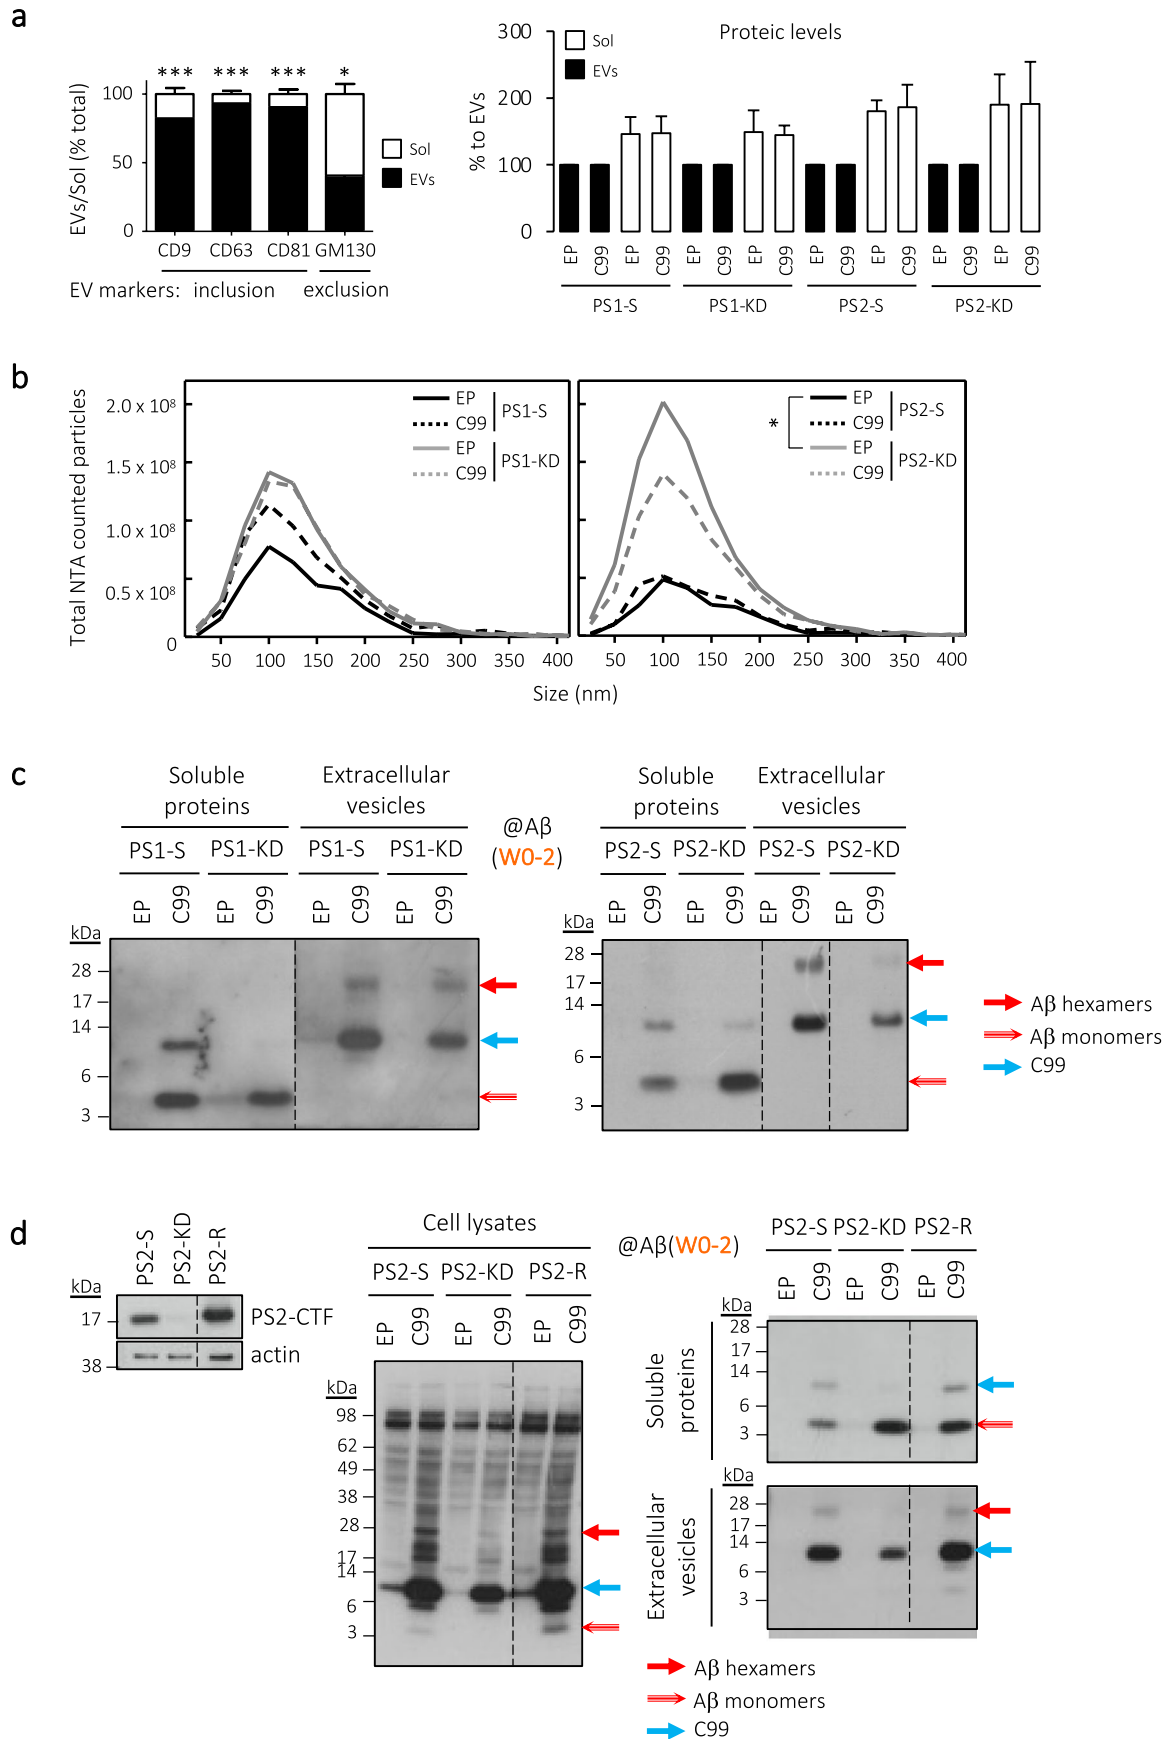 a
EVs/Sol (% total)
100
50
0
*** *** *** *
CD9 CD63 CD81 GM130
EV markers: inclusion exclusion
Sol
EVs
Proteic levels
% to EVs
300
200
100
0
Sol
EVs
EP C99 EP C99 EP C99 EP C99 EP C99 EP C99 EP C99 EP C99
PS1-S PS1-KD PS2-S PS2-KD
b
Total NTA counted particles
2.0 x 10⁸
1.5 x 10⁸
1.0 x 10⁸
0.5 x 10⁸
0
EP
C99
PS1-S
EP
C99
PS1-KD
*
EP
C99
PS2-S
EP
C99
PS2-KD
50 100 150 200 250 300 350 400
50 100 150 200 250 300 350 400
Size (nm)
c
Soluble proteins
Extracellular vesicles
PS1-S PS1-KD PS1-S PS1-KD
EP C99 EP C99 EP C99 EP C99
kDa
28
17
14
6
3
@Aβ
(W0-2)
Soluble proteins
Extracellular vesicles
PS2-S PS2-KD PS2-S PS2-KD
EP C99 EP C99 EP C99 EP C99
kDa
28
17
14
6
3
Aβ hexamers
Aβ monomers
C99
d
PS2-S PS2-KD PS2-R
kDa
17
PS2-CTF
38
actin
Cell lysates
PS2-S PS2-KD PS2-R
EP C99 EP C99 EP C99
kDa
98
62
49
38
28
17
14
6
3
@Aβ(W0-2)
PS2-S PS2-KD PS2-R
EP C99 EP C99 EP C99
Soluble proteins
kDa
28
17
14
6
3
Extracellular vesicles
kDa
28
17
14
6
3
Aβ hexamers
Aβ monomers
C99